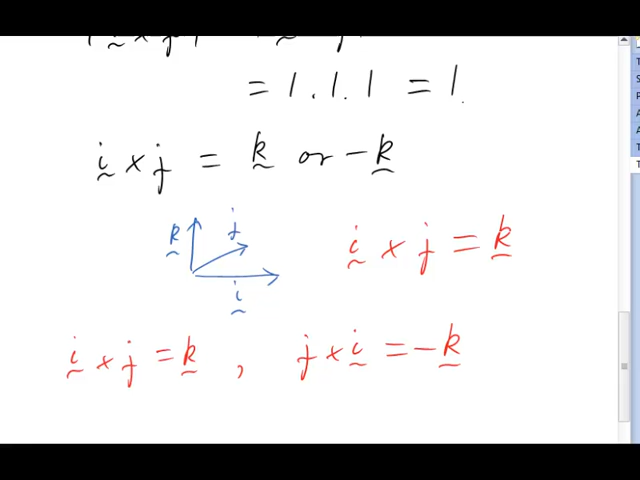 = 1 . 1 . 1 = 1.
i × j = k or - k
k j
i × j = k
i
i × j = k , j × i = - k